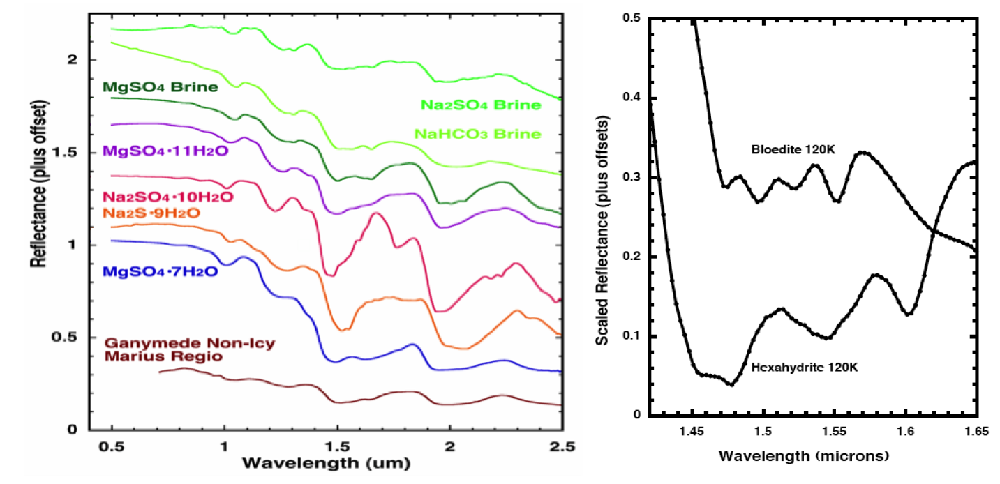 Reflectance (plus offset)
2
1.5
1
0.5
0
MgSO4 Brine
Na2SO4 Brine
NaHCO3 Brine
MgSO4•11H2O
Na2SO4•10H2O
Na2S•9H2O
MgSO4•7H2O
Ganymede Non-Icy
Marius Regio
0.5 1 1.5 2 2.5
Wavelength (um)
Scaled Reflectance (plus offsets)
0.5
0.4
0.3
0.2
0.1
0
Bloedite 120K
Hexahydrite 120K
1.45 1.5 1.55 1.6 1.65
Wavelength (microns)